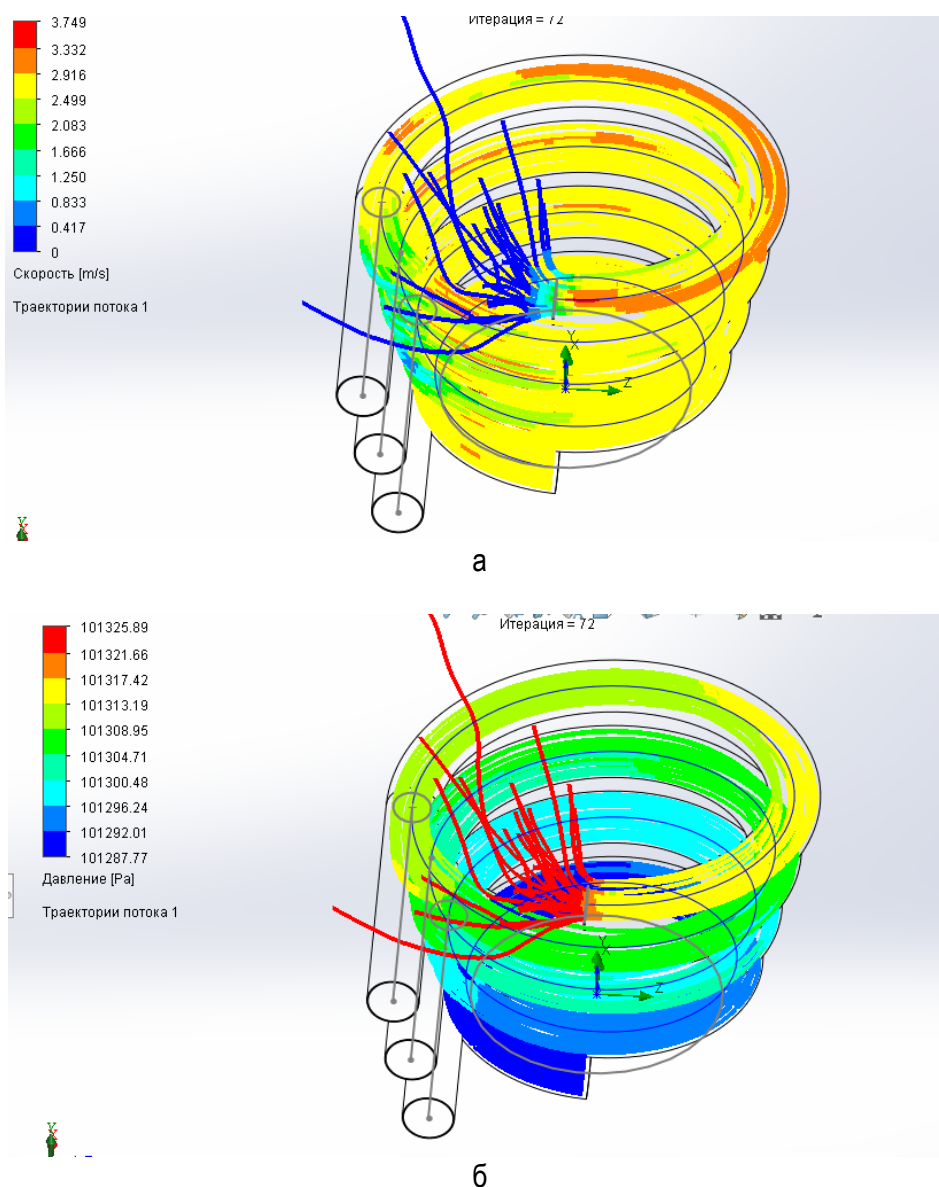 Итерация = 72
3.749
3.332
2.916
2.499
2.083
1.666
1.250
0.833
0.417
0
Скорость [m/s]
Траектории потока 1
Y
X
Z
а
Итерация = 72
101325.89
101321.66
101317.42
101313.19
101308.95
101304.71
101300.48
101296.24
101292.01
101287.77
Давление [Pa]
Траектории потока 1
X
Z
б